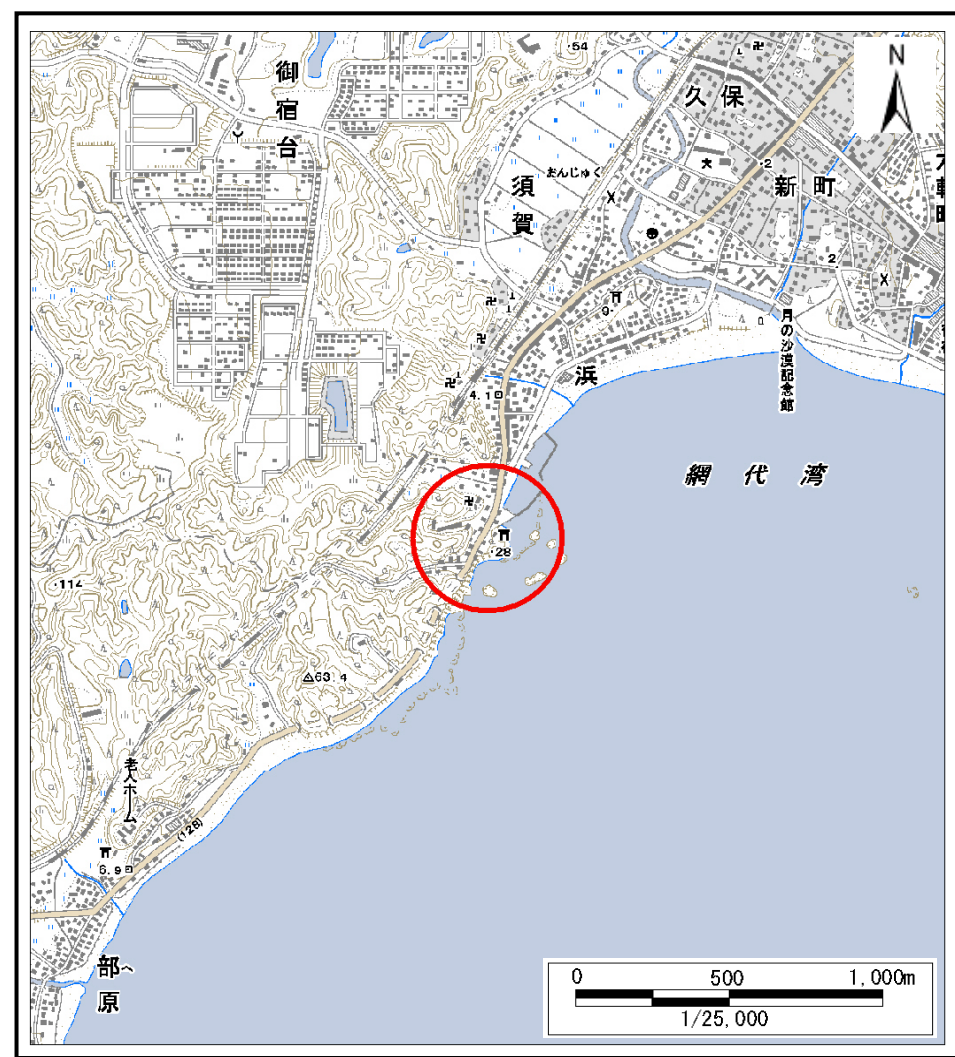 N
54
御宿台
久保
大
2
おんじゅく
須賀
新町
2
9
月の沙漠記念館
浜
4.1
網代湾
28
114
63.4
老人ホーム
(128)
6.9
部へ原
0 500 1,000m
1/25,000